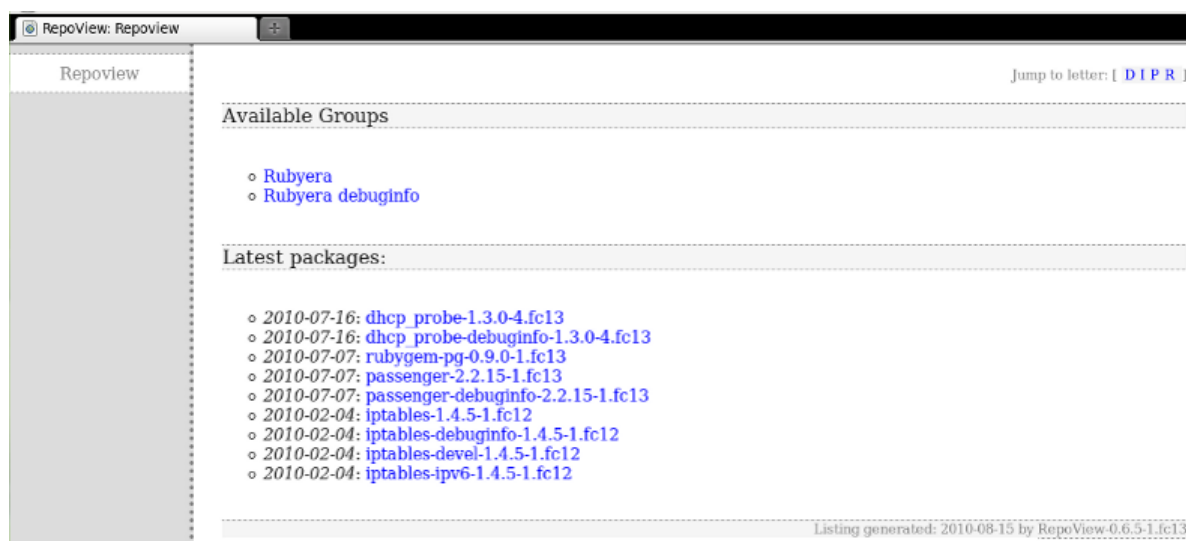 RepoView: Repoview
Repoview
Jump to letter: [ D I P R ]
Available Groups
Rubyera
Rubyera debuginfo
Latest packages:
2010-07-16: dhcp_probe-1.3.0-4.fc13
2010-07-16: dhcp_probe-debuginfo-1.3.0-4.fc13
2010-07-07: rubygem-pg-0.9.0-1.fc13
2010-07-07: passenger-2.2.15-1.fc13
2010-07-07: passenger-debuginfo-2.2.15-1.fc13
2010-02-04: iptables-1.4.5-1.fc12
2010-02-04: iptables-debuginfo-1.4.5-1.fc12
2010-02-04: iptables-devel-1.4.5-1.fc12
2010-02-04: iptables-ipv6-1.4.5-1.fc12
Listing generated: 2010-08-15 by RepoView-0.6.5-1.fc13